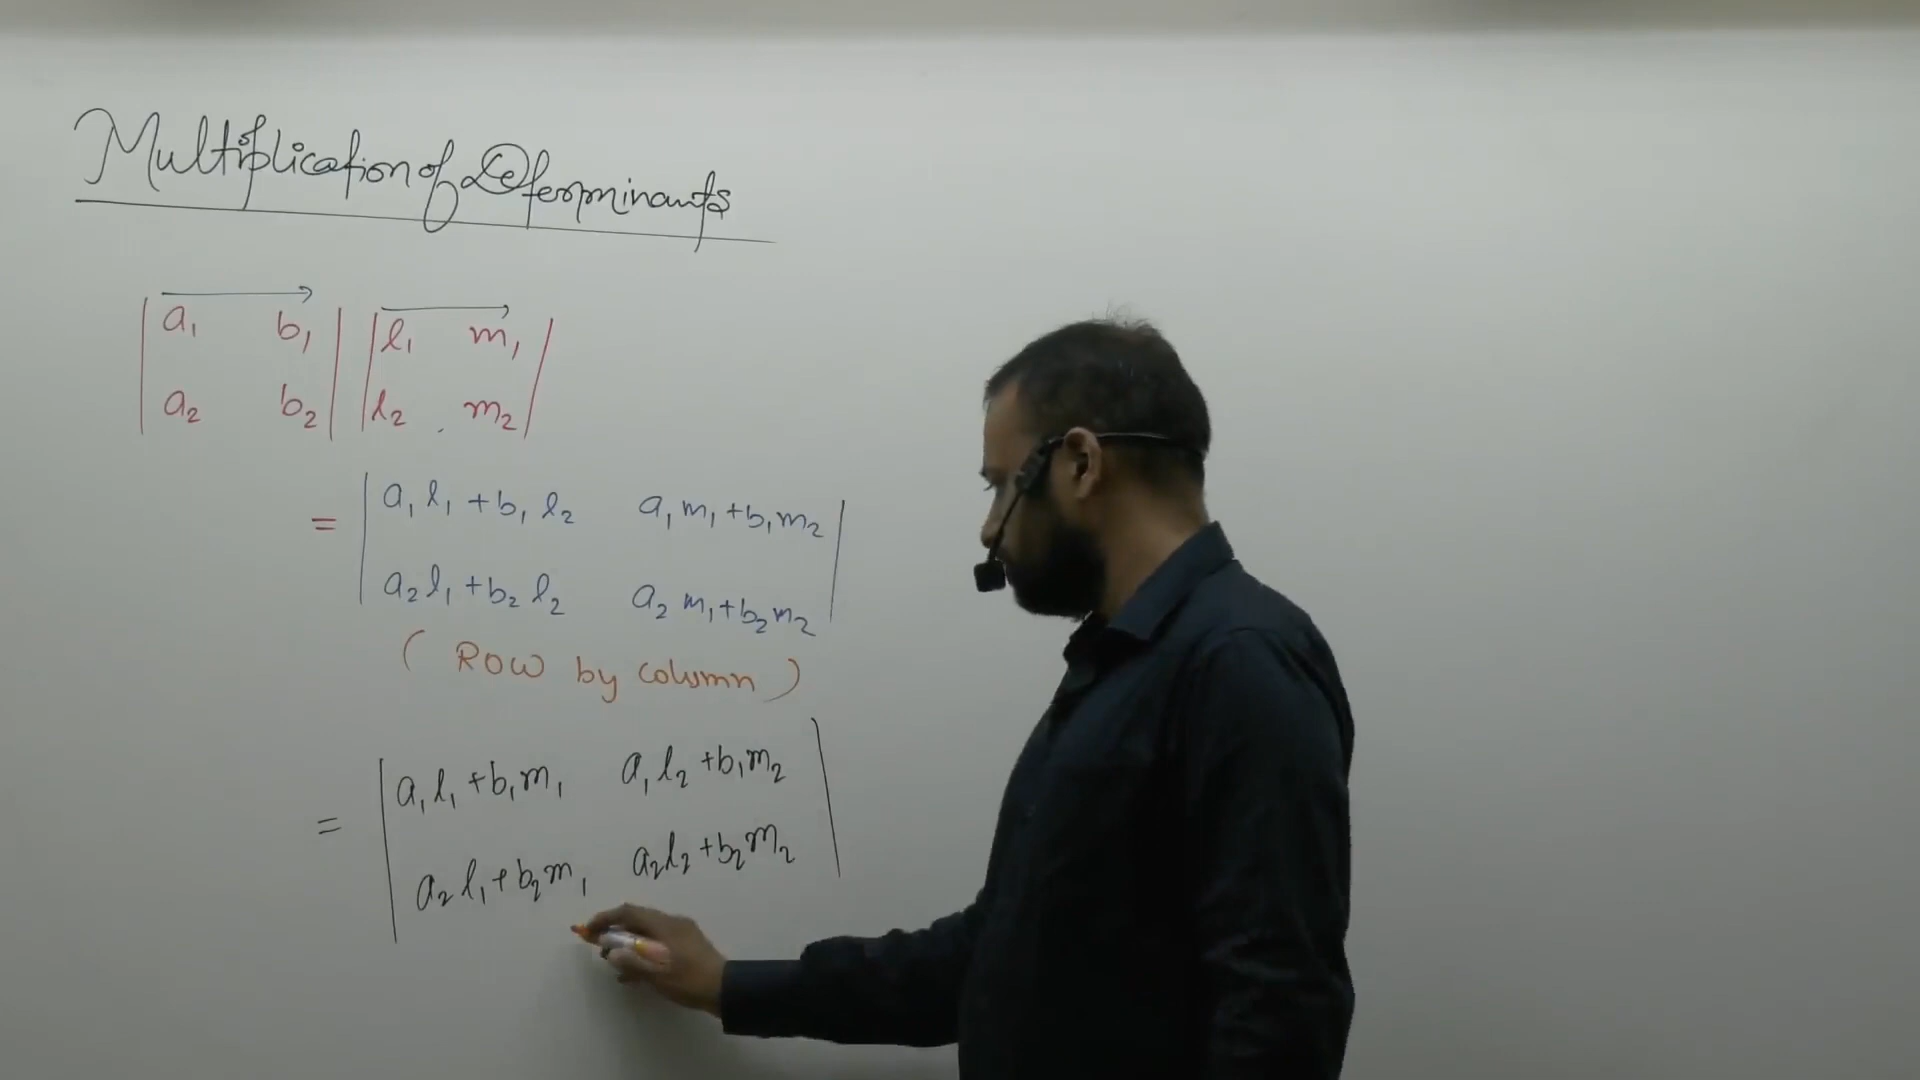 Multiplication of Determinants
| a₁ b₁ | | l₁ m₁ |
| a₂ b₂ | | l₂ m₂ |
= | a₁l₁+b₁l₂ a₁m₁+b₁m₂ |
| a₂l₁+b₂l₂ a₂m₁+b₂m₂ |
( Row by column )
= | a₁l₁+b₁m₁ a₁l₂+b₁m₂ |
| a₂l₁+b₂m₁ a₂l₂+b₂m₂ |